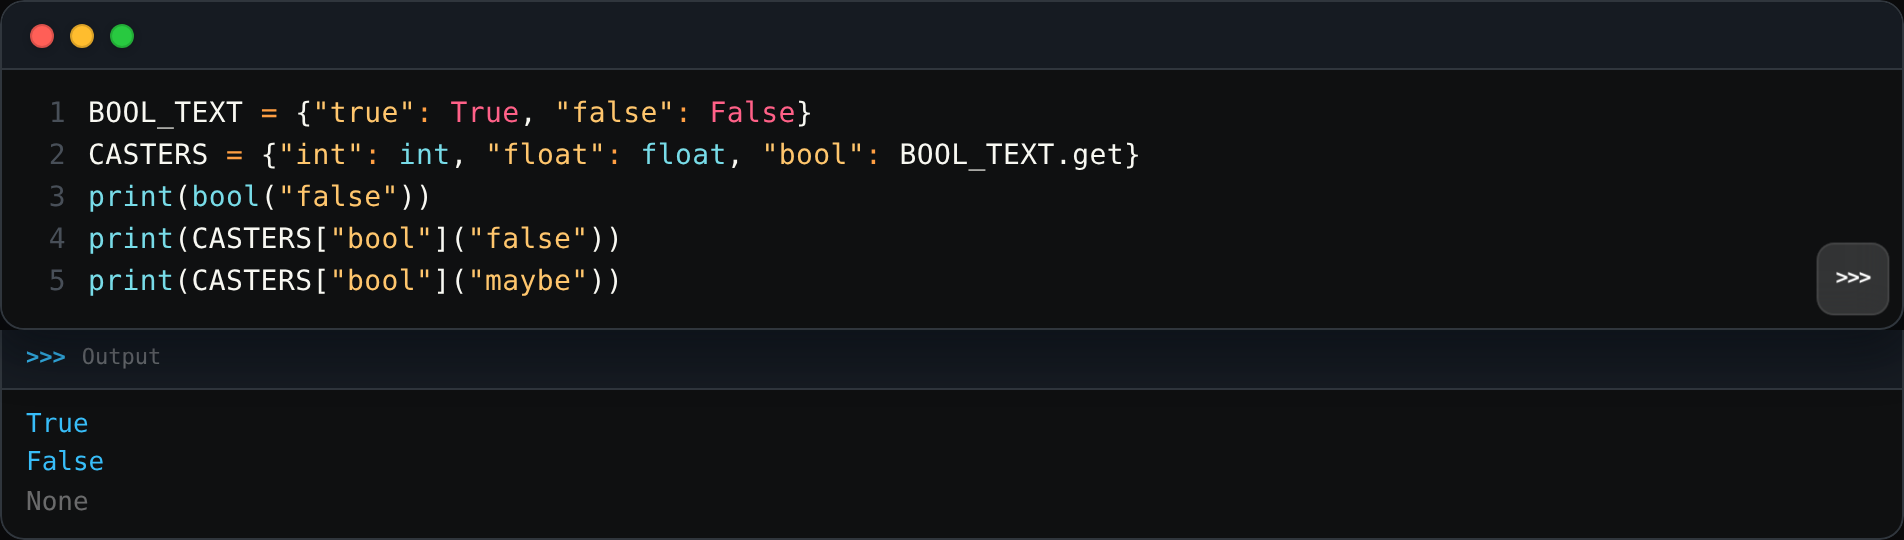 1 BOOL_TEXT = {"true": True, "false": False}
2 CASTERS = {"int": int, "float": float, "bool": BOOL_TEXT.get}
3 print(bool("false"))
4 print(CASTERS["bool"]("false"))
5 print(CASTERS["bool"]("maybe"))
>>>
>>> Output
True
False
None